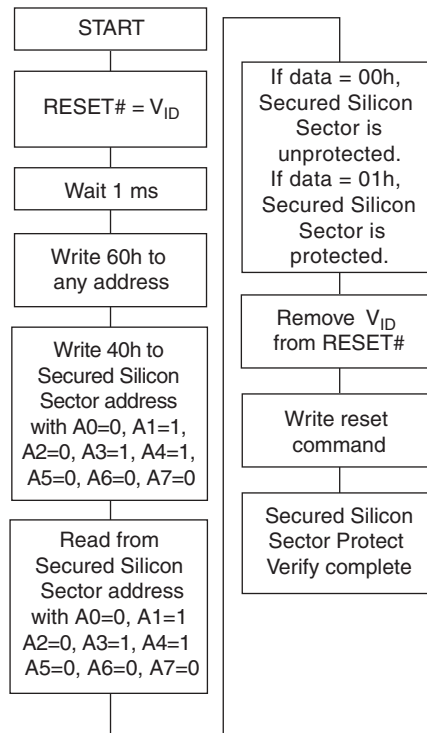 START
RESET# = VID
Wait 1 ms
Write 60h to
any address
Write 40h to
Secured Silicon
Sector address
with A0=0, A1=1,
A2=0, A3=1, A4=1,
A5=0, A6=0, A7=0
Read from
Secured Silicon
Sector address
with A0=0, A1=1
A2=0, A3=1, A4=1
A5=0, A6=0, A7=0
If data = 00h,
Secured Silicon
Sector is
unprotected.
If data = 01h,
Secured Silicon
Sector is
protected.
Remove VID
from RESET#
Write reset
command
Secured Silicon
Sector Protect
Verify complete